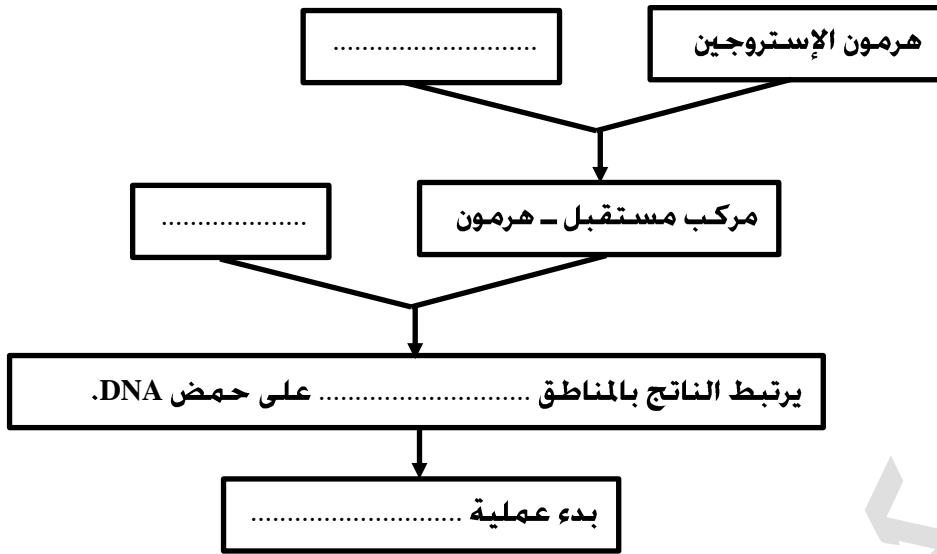 هرمون الإستروجين
............................
مركب مستقبل – هرمون
....................
يرتبط الناتج بالمناطق ............................. على حمض DNA.
بدء عملية .............................